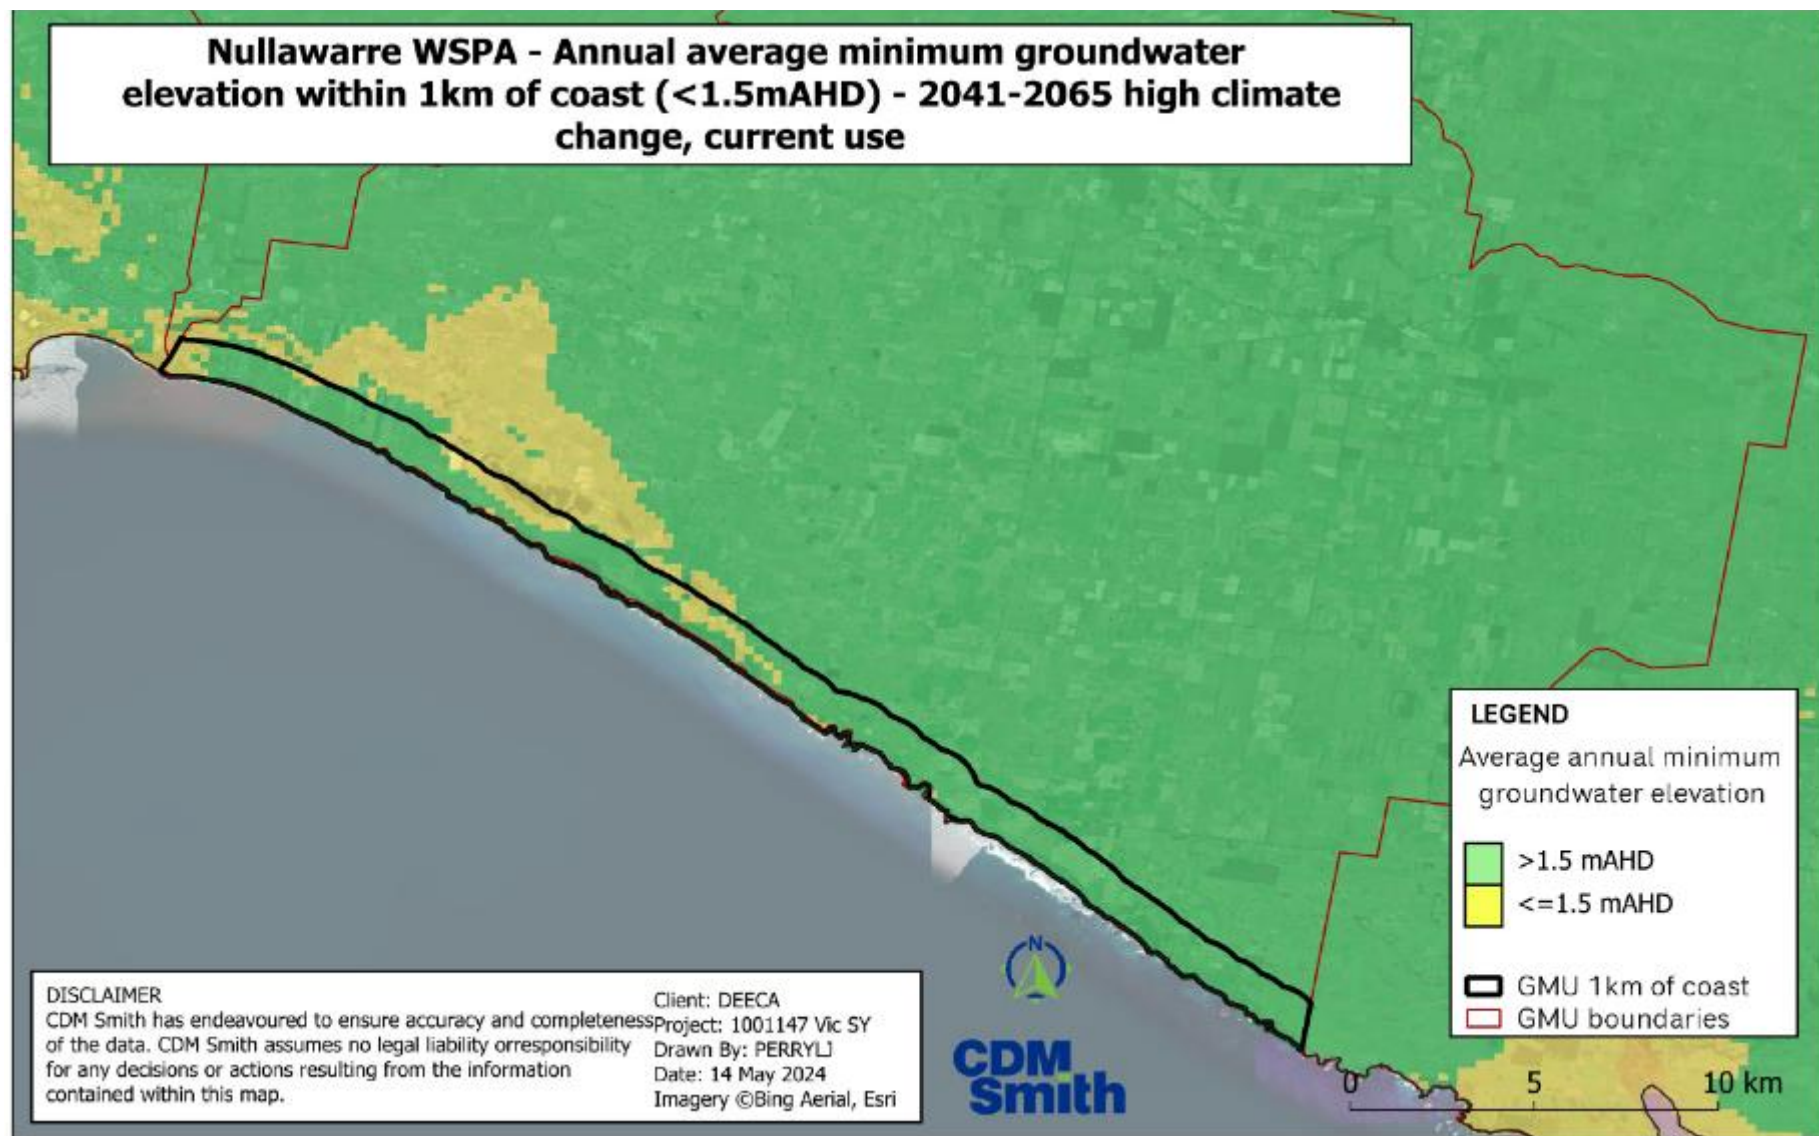 Nullawarre WSPA - Annual average minimum groundwater
elevation within 1km of coast (<1.5mAHD) - 2041-2065 high climate
change, current use
LEGEND
Average annual minimum
groundwater elevation
>1.5 mAHD
<=1.5 mAHD
GMU 1km of coast
GMU boundaries
0 5 10 km
N
CDM
Smith
DISCLAIMER
CDM Smith has endeavoured to ensure accuracy and completeness
of the data. CDM Smith assumes no legal liability orresponsibility
for any decisions or actions resulting from the information
contained within this map.
Client: DEECA
Project: 1001147 Vic SY
Drawn By: PERRYLJ
Date: 14 May 2024
Imagery ©Bing Aerial, Esri